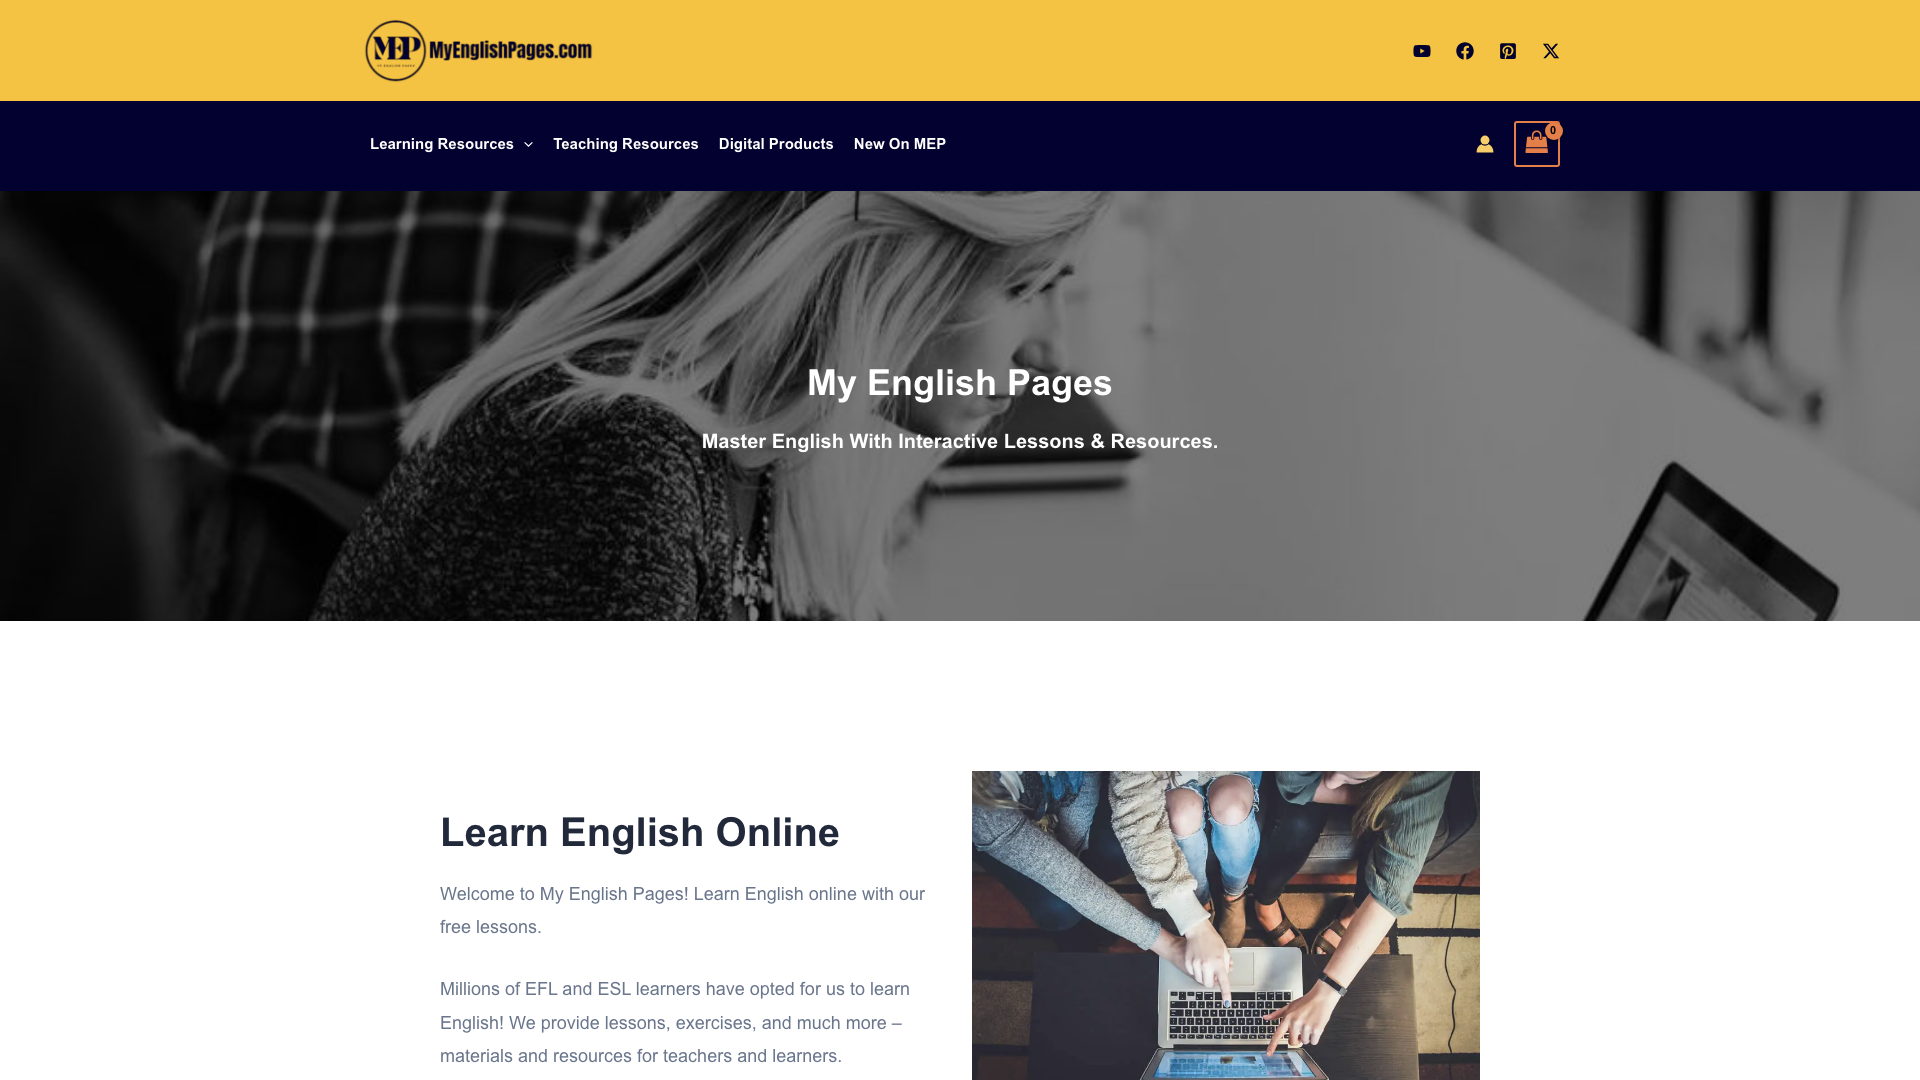 MEP
MyEnglishPages.com
Learning Resources
Teaching Resources
Digital Products
New On MEP
0
My English Pages
Master English With Interactive Lessons & Resources.
Learn English Online
Welcome to My English Pages! Learn English online with our
free lessons.
Millions of EFL and ESL learners have opted for us to learn
English! We provide lessons, exercises, and much more –
materials and resources for teachers and learners.